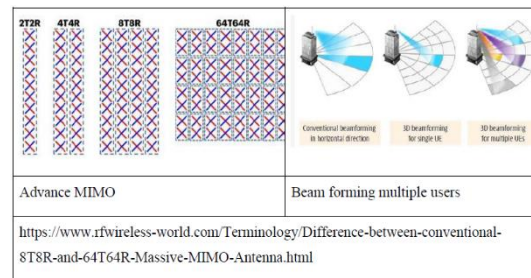 2T2R 4T4R 8T8R 64T64R
Conventional beamforming
in horizontal direction
3D beamforming
for single UE
3D beamforming
for multiple UEs
Advance MIMO
Beam forming multiple users
https://www.rfwireless-world.com/Terminology/Difference-between-conventional-
8T8R-and-64T64R-Massive-MIMO-Antenna.html